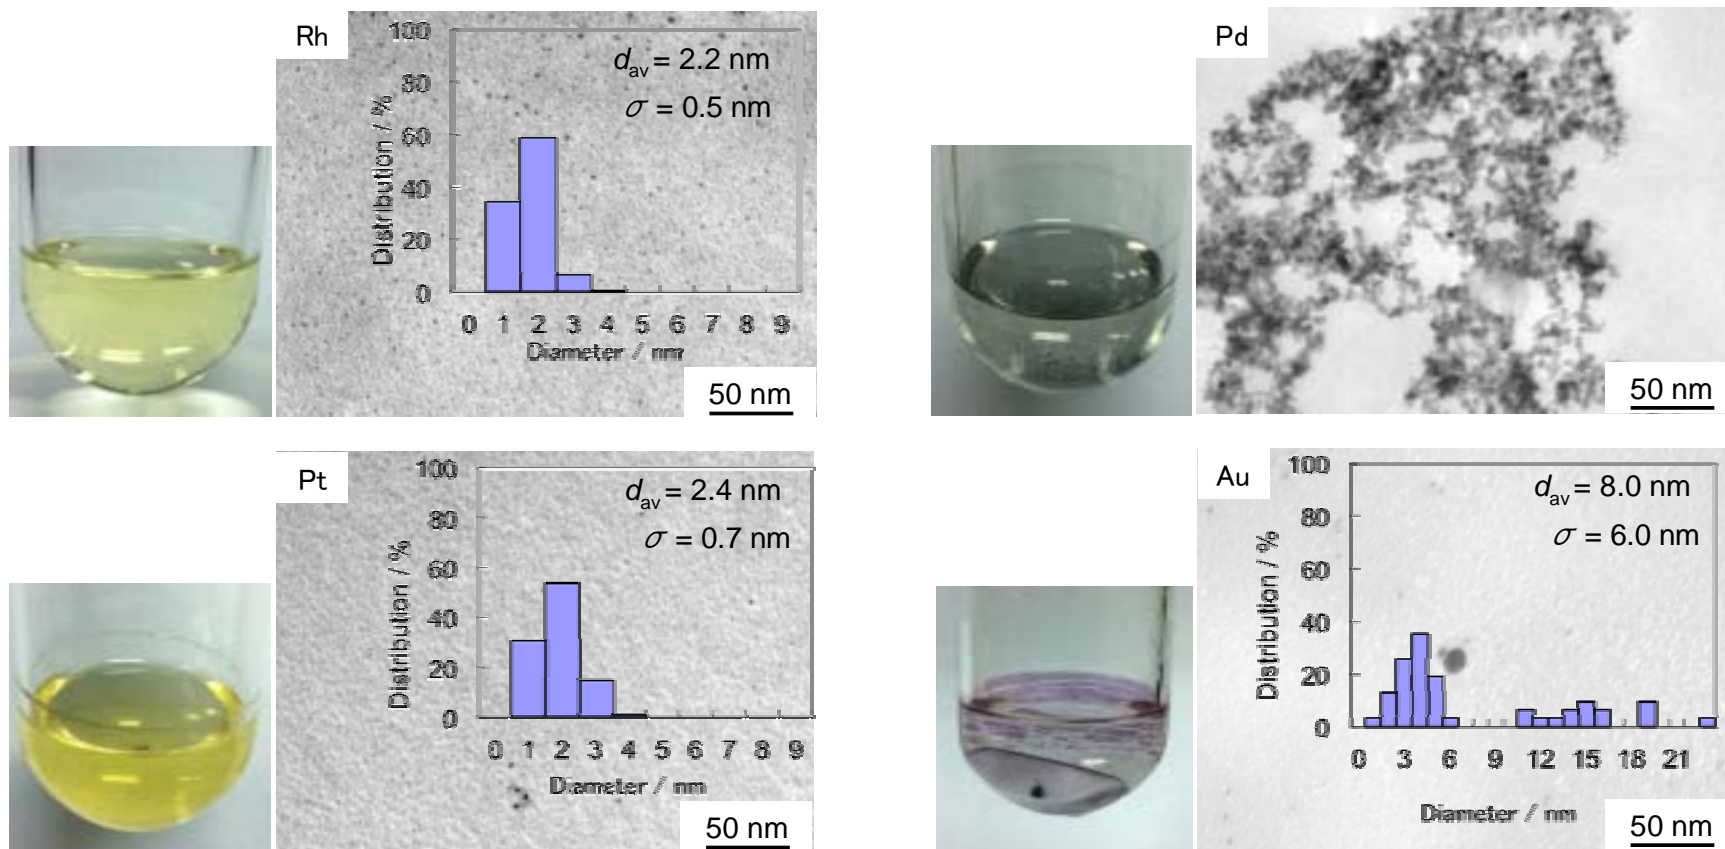 Rh
d_av = 2.2 nm
σ = 0.5 nm
Distribution / %
100
80
60
40
20
0
0 1 2 3 4 5 6 7 8 9
Diameter / nm
50 nm
Pd
50 nm
Pt
d_av = 2.4 nm
σ = 0.7 nm
Distribution / %
100
80
60
40
20
0
0 1 2 3 4 5 6 7 8 9
Diameter / nm
50 nm
Au
d_av = 8.0 nm
σ = 6.0 nm
Distribution / %
100
80
60
40
20
0
0 3 6 9 12 15 18 21
Diameter / nm
50 nm